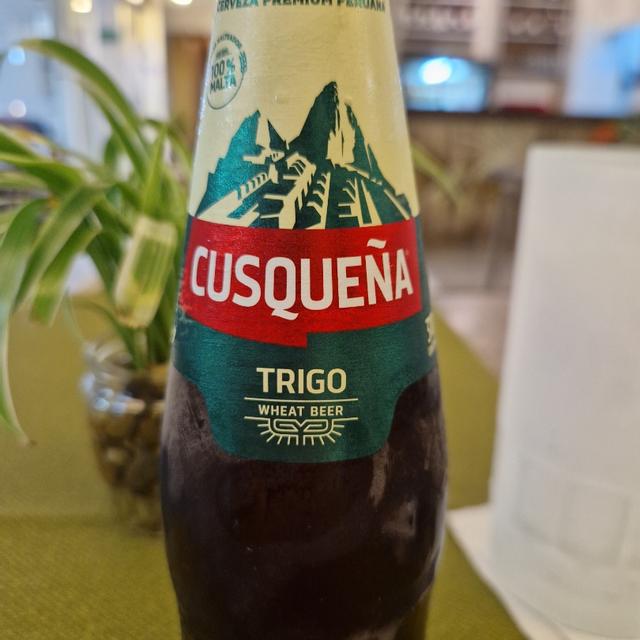 CERVEZA PREMIUM PERUANA
100%
MALTA
CUSQUEÑA
TRIGO
WHEAT BEER